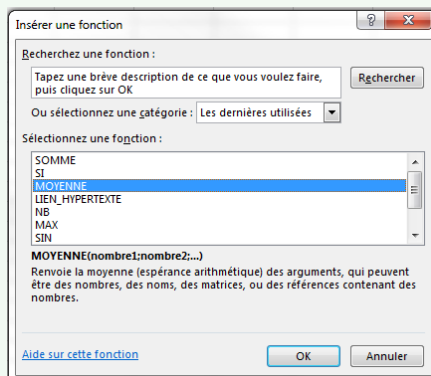 Insérer une fonction
Recherchez une fonction :
Tapez une brève description de ce que vous voulez faire,
puis cliquez sur OK
Rechercher
Ou sélectionnez une catégorie : Les dernières utilisées
Sélectionnez une fonction :
SOMME
SI
MOYENNE
LIEN_HYPERTEXTE
NB
MAX
SIN
MOYENNE(nombre1;nombre2;...)
Renvoie la moyenne (espérance arithmétique) des arguments, qui peuvent
être des nombres, des noms, des matrices, ou des références contenant des
nombres.
Aide sur cette fonction
OK
Annuler